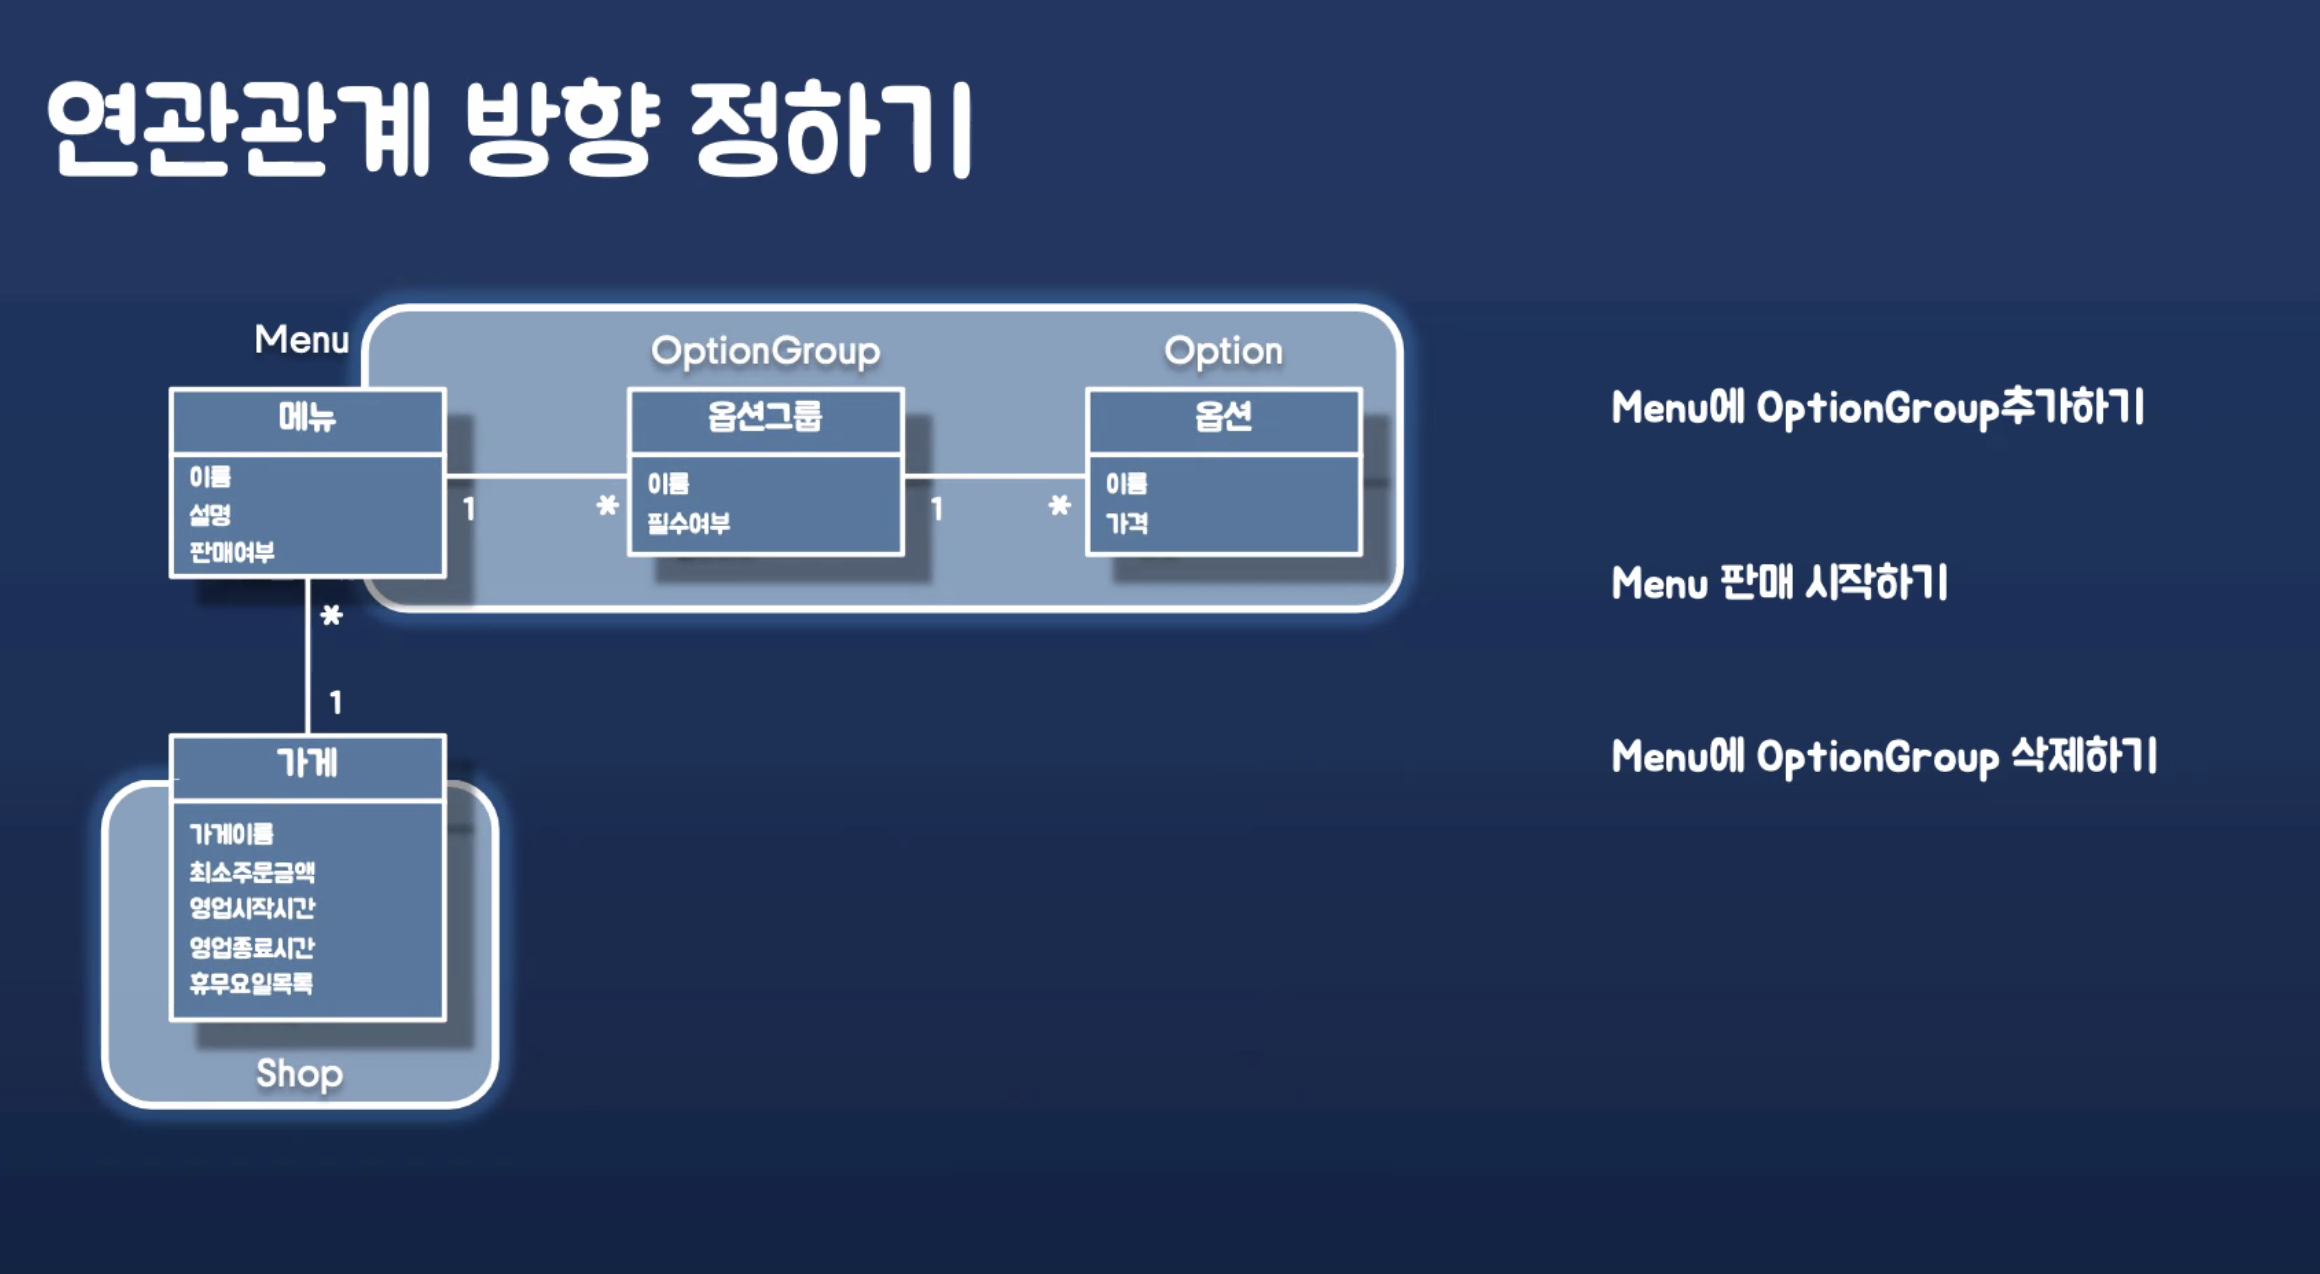 연관관계 방향 정하기
Menu
OptionGroup
Option
메뉴
이름
설명
판매여부
1
*
옵션그룹
이름
필수여부
1
*
옵션
이름
가격
*
1
가게
가게이름
최소주문금액
영업시작시간
영업종료시간
휴무요일목록
Shop
Menu에 OptionGroup추가하기
Menu 판매 시작하기
Menu에 OptionGroup 삭제하기